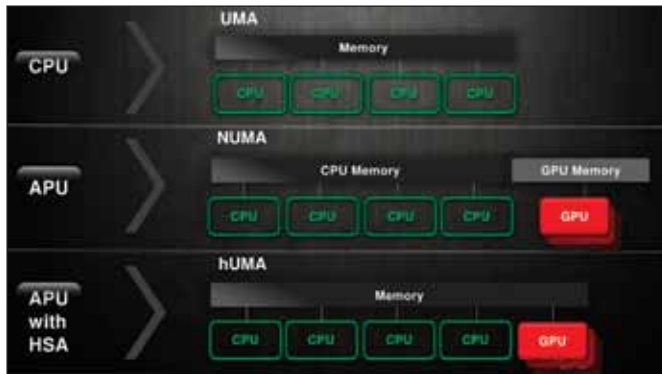 UMA
Memory
CPU
CPU CPU CPU CPU
NUMA
CPU Memory GPU Memory
APU
CPU CPU CPU CPU GPU
hUMA
Memory
APU
with
HSA
CPU CPU CPU CPU GPU